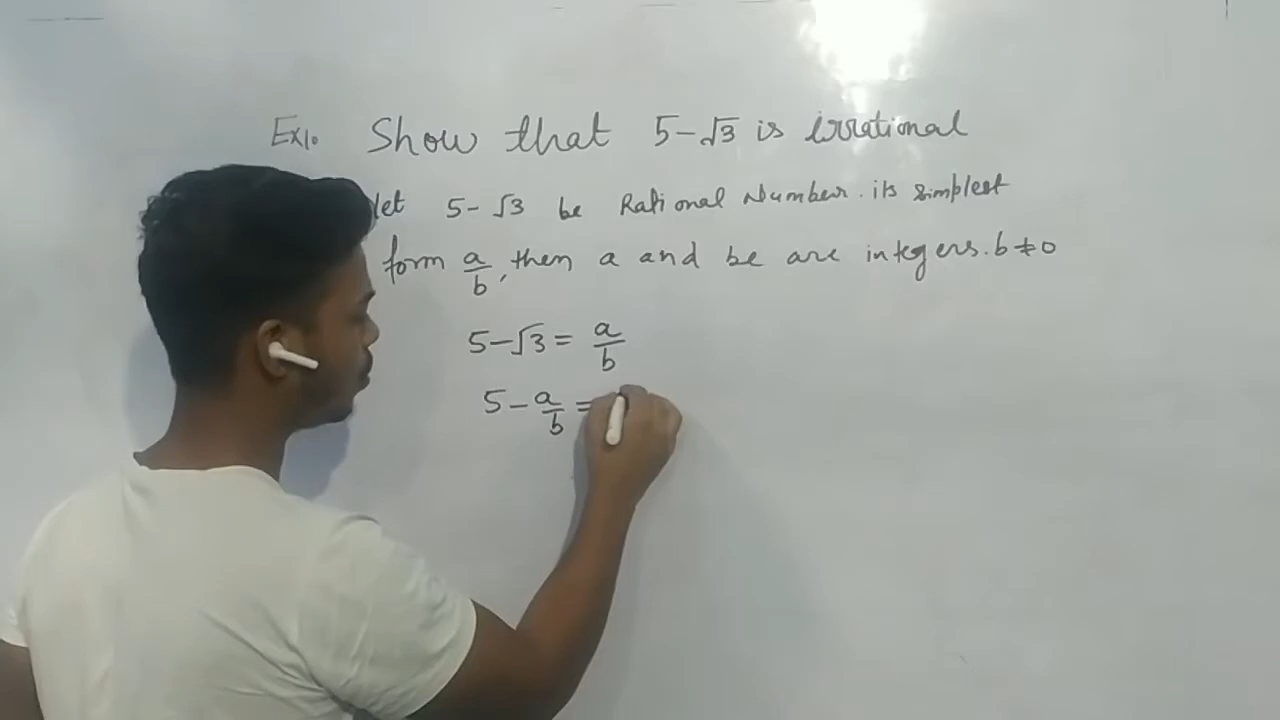 Ex1. Show that 5-√3 is irrational
let 5-√3 be Rational Number. its simplest
form a/b, then a and be are integers. b≠0
5-√3 = a/b
5-a/b =